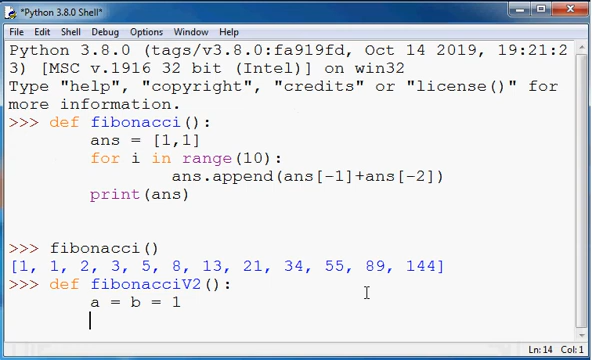 *Python 3.8.0 Shell*
File Edit Shell Debug Options Window Help
Python 3.8.0 (tags/v3.8.0:fa919fd, Oct 14 2019, 19:21:2
3) [MSC v.1916 32 bit (Intel)] on win32
Type "help", "copyright", "credits" or "license()" for
more information.
>>> def fibonacci():
        ans = [1,1]
        for i in range(10):
                ans.append(ans[-1]+ans[-2])
        print(ans)
>>> fibonacci()
[1, 1, 2, 3, 5, 8, 13, 21, 34, 55, 89, 144]
>>> def fibonacciV2():
        a = b = 1
Ln: 14 Col: 1